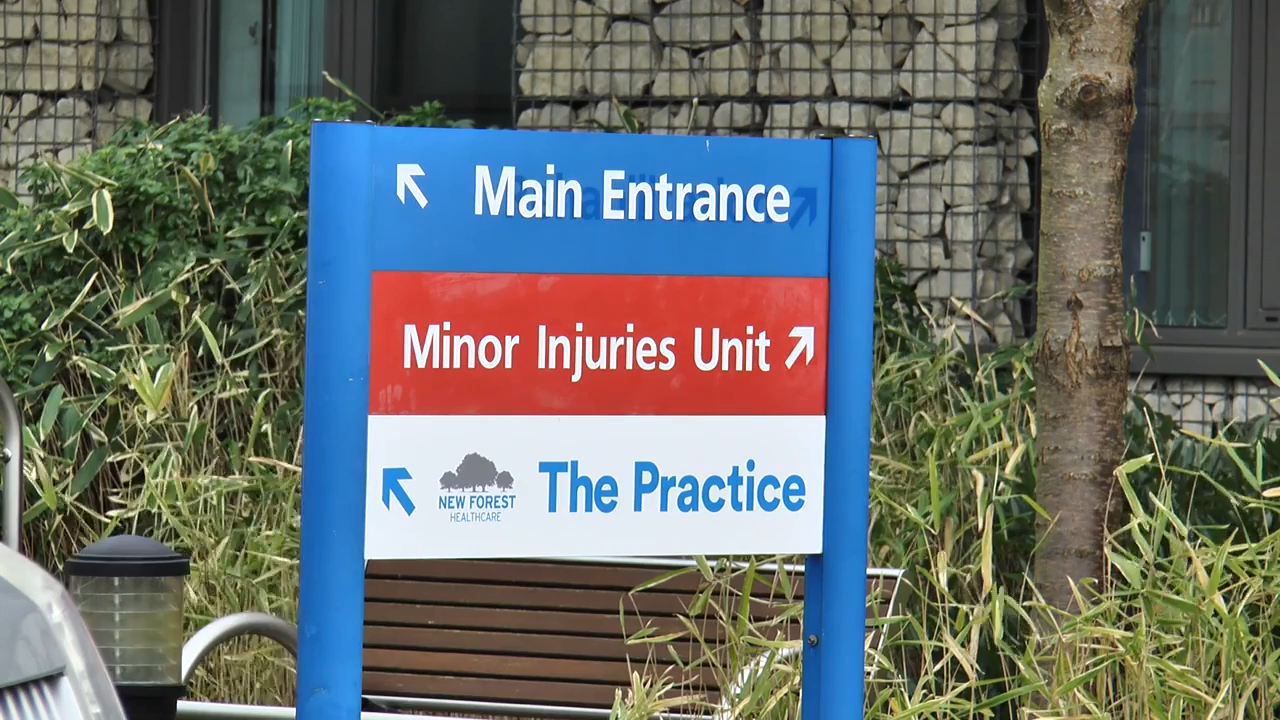 Main Entrance
Minor Injuries Unit
NEW FOREST
HEALTHCARE
The Practice